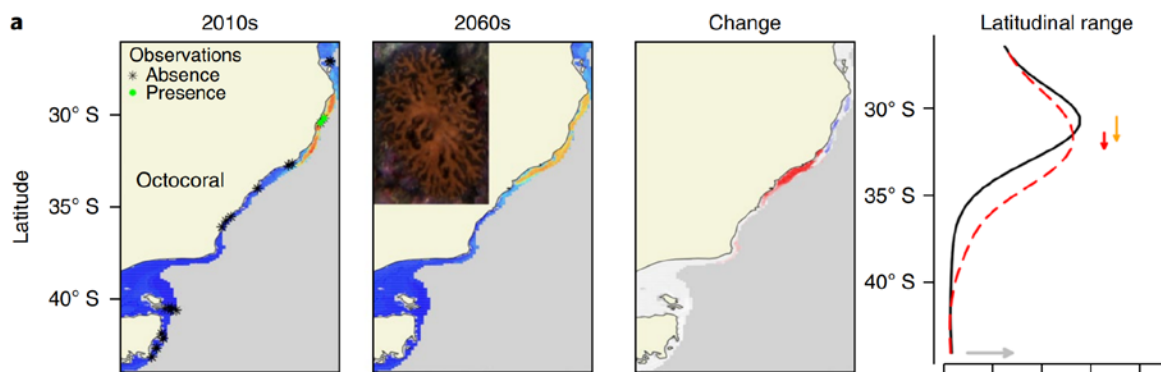 a
2010s
2060s
Change
Latitudinal range
Observations
Absence
Presence
30° S
30° S
Octocoral
35° S
35° S
40° S
40° S
Latitude